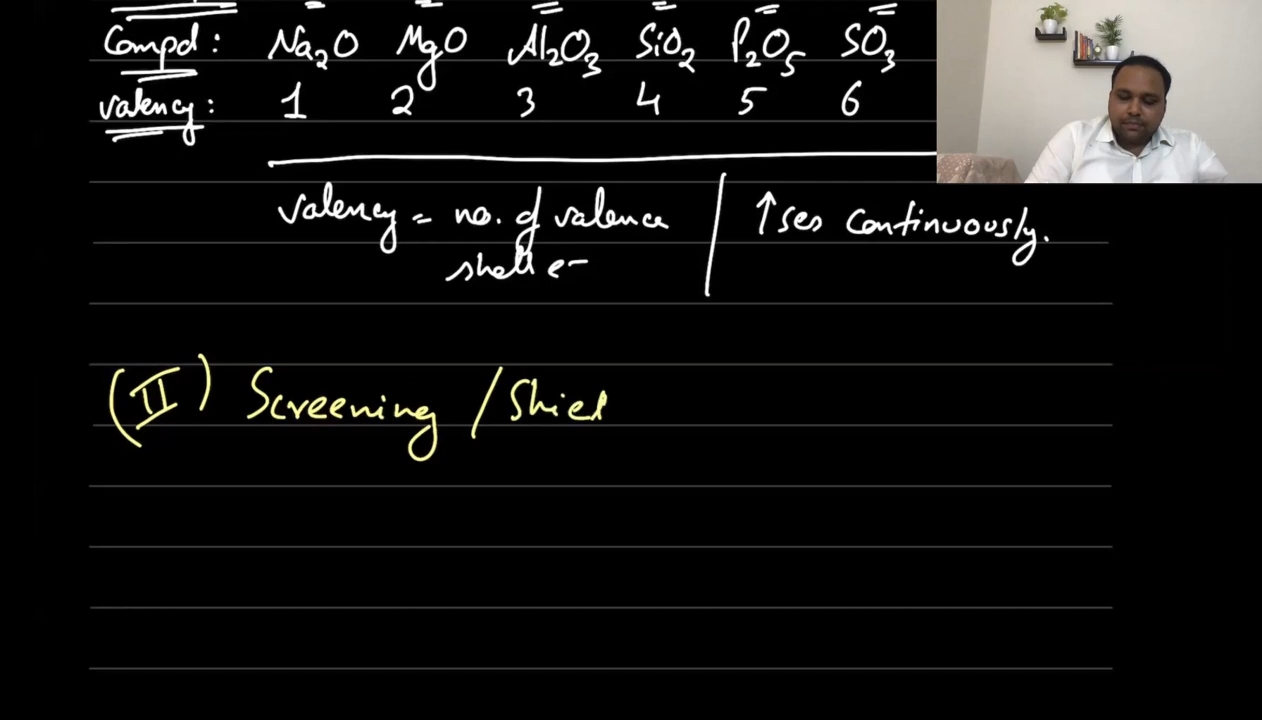 Compd : Na₂O MgO Al₂O₃ SiO₂ P₂O₅ SO₃
valency : 1 2 3 4 5 6
valency = no. of valence | ↑ses continuously.
shell e⁻
(II) Screening / Shiel